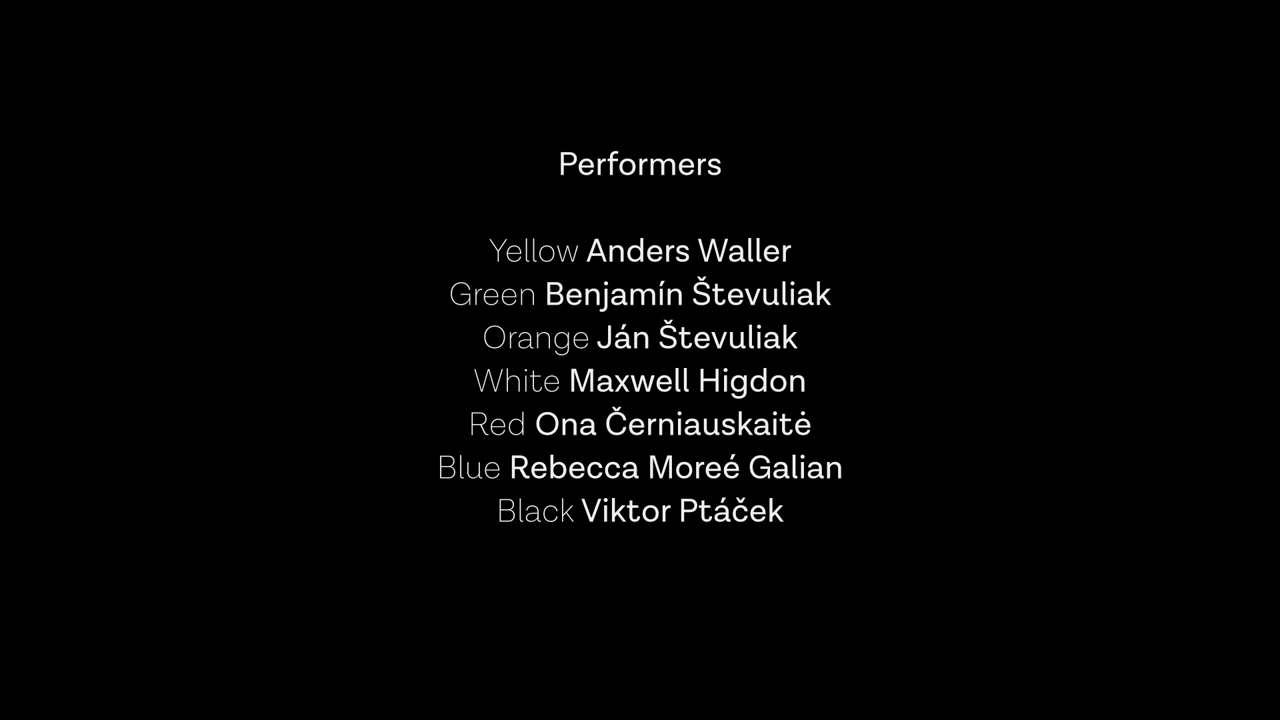 Performers
Yellow Anders Waller
Green Benjamín Števuliak
Orange Ján Števuliak
White Maxwell Higdon
Red Ona Černiauskaitė
Blue Rebecca Moreé Galian
Black Viktor Ptáček